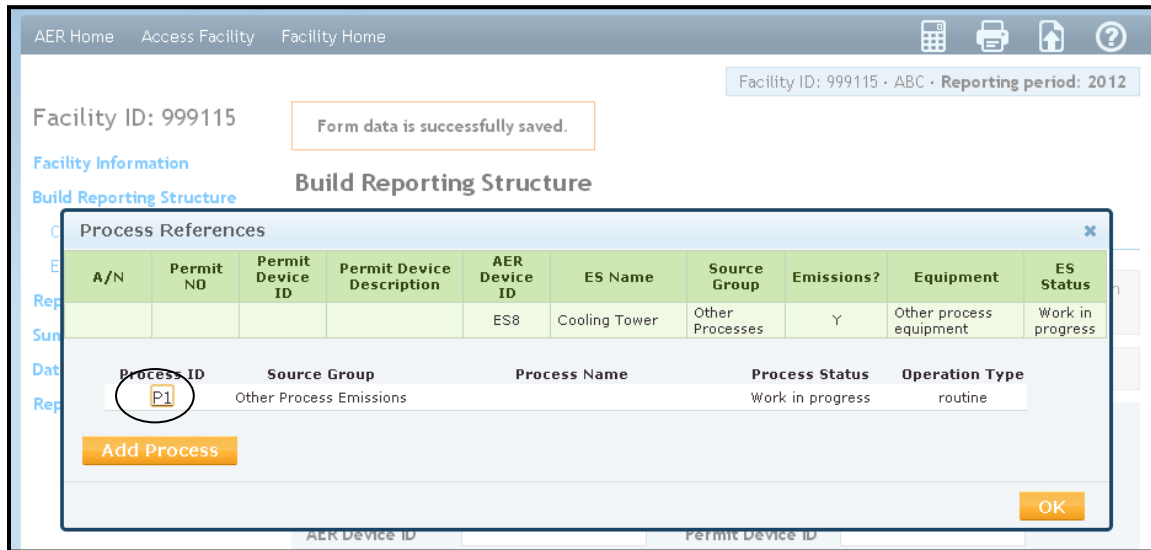 AER Home Access Facility Facility Home
Facility ID: 999115 · ABC · Reporting period: 2012
Facility ID: 999115
Form data is successfully saved.
Facility Information
Build Reporting Structure
Build Reporting Structure
Process References
A/N Permit NO Permit Device ID Permit Device Description AER Device ID ES Name Source Group Emissions? Equipment ES Status
ES8 Cooling Tower Other Processes Y Other process equipment Work in progress
Rep
Sum
Dat
Rep
Process ID Source Group Process Name Process Status Operation Type
P1 Other Process Emissions Work in progress routine
Add Process
OK
AER Device ID Permit Device ID